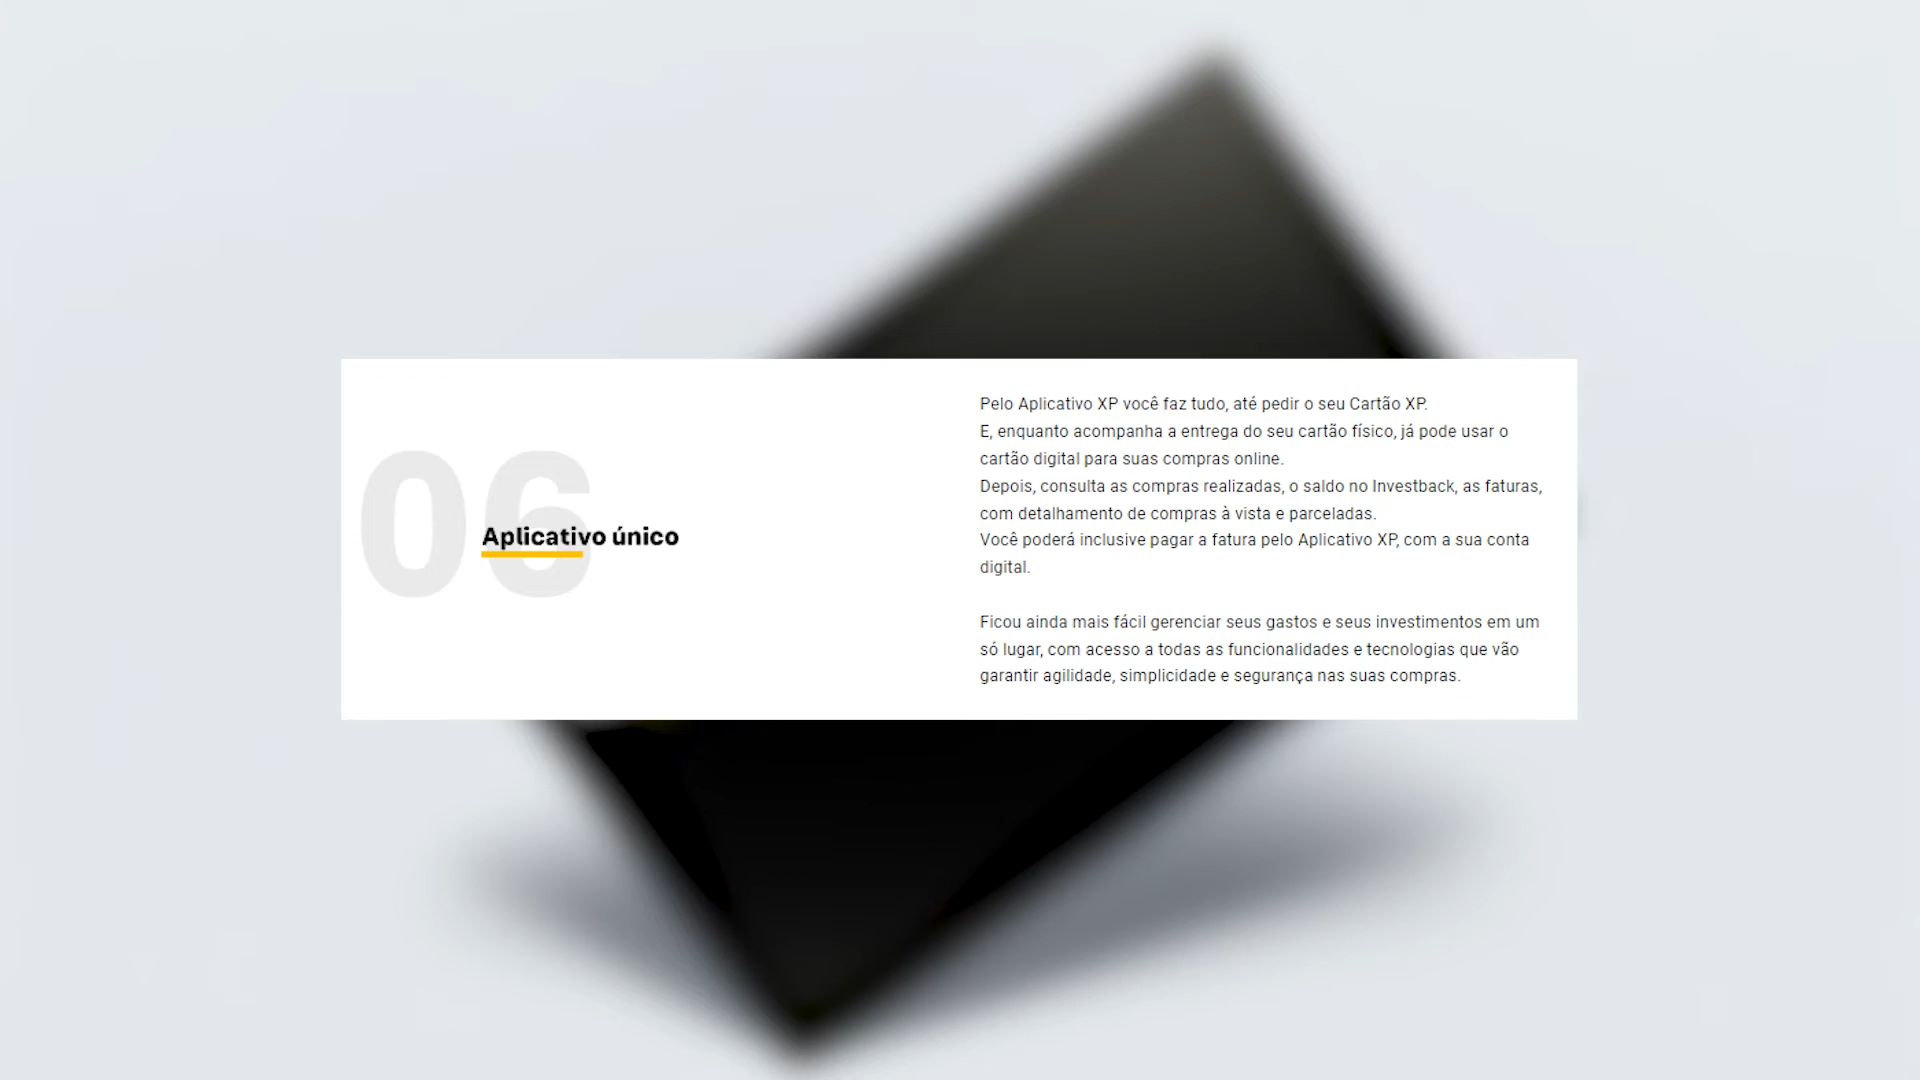 06
Aplicativo único
Pelo Aplicativo XP você faz tudo, até pedir o seu Cartão XP.
E, enquanto acompanha a entrega do seu cartão físico, já pode usar o
cartão digital para suas compras online.
Depois, consulta as compras realizadas, o saldo no Investback, as faturas,
com detalhamento de compras à vista e parceladas.
Você poderá inclusive pagar a fatura pelo Aplicativo XP, com a sua conta
digital.
Ficou ainda mais fácil gerenciar seus gastos e seus investimentos em um
só lugar, com acesso a todas as funcionalidades e tecnologias que vão
garantir agilidade, simplicidade e segurança nas suas compras.